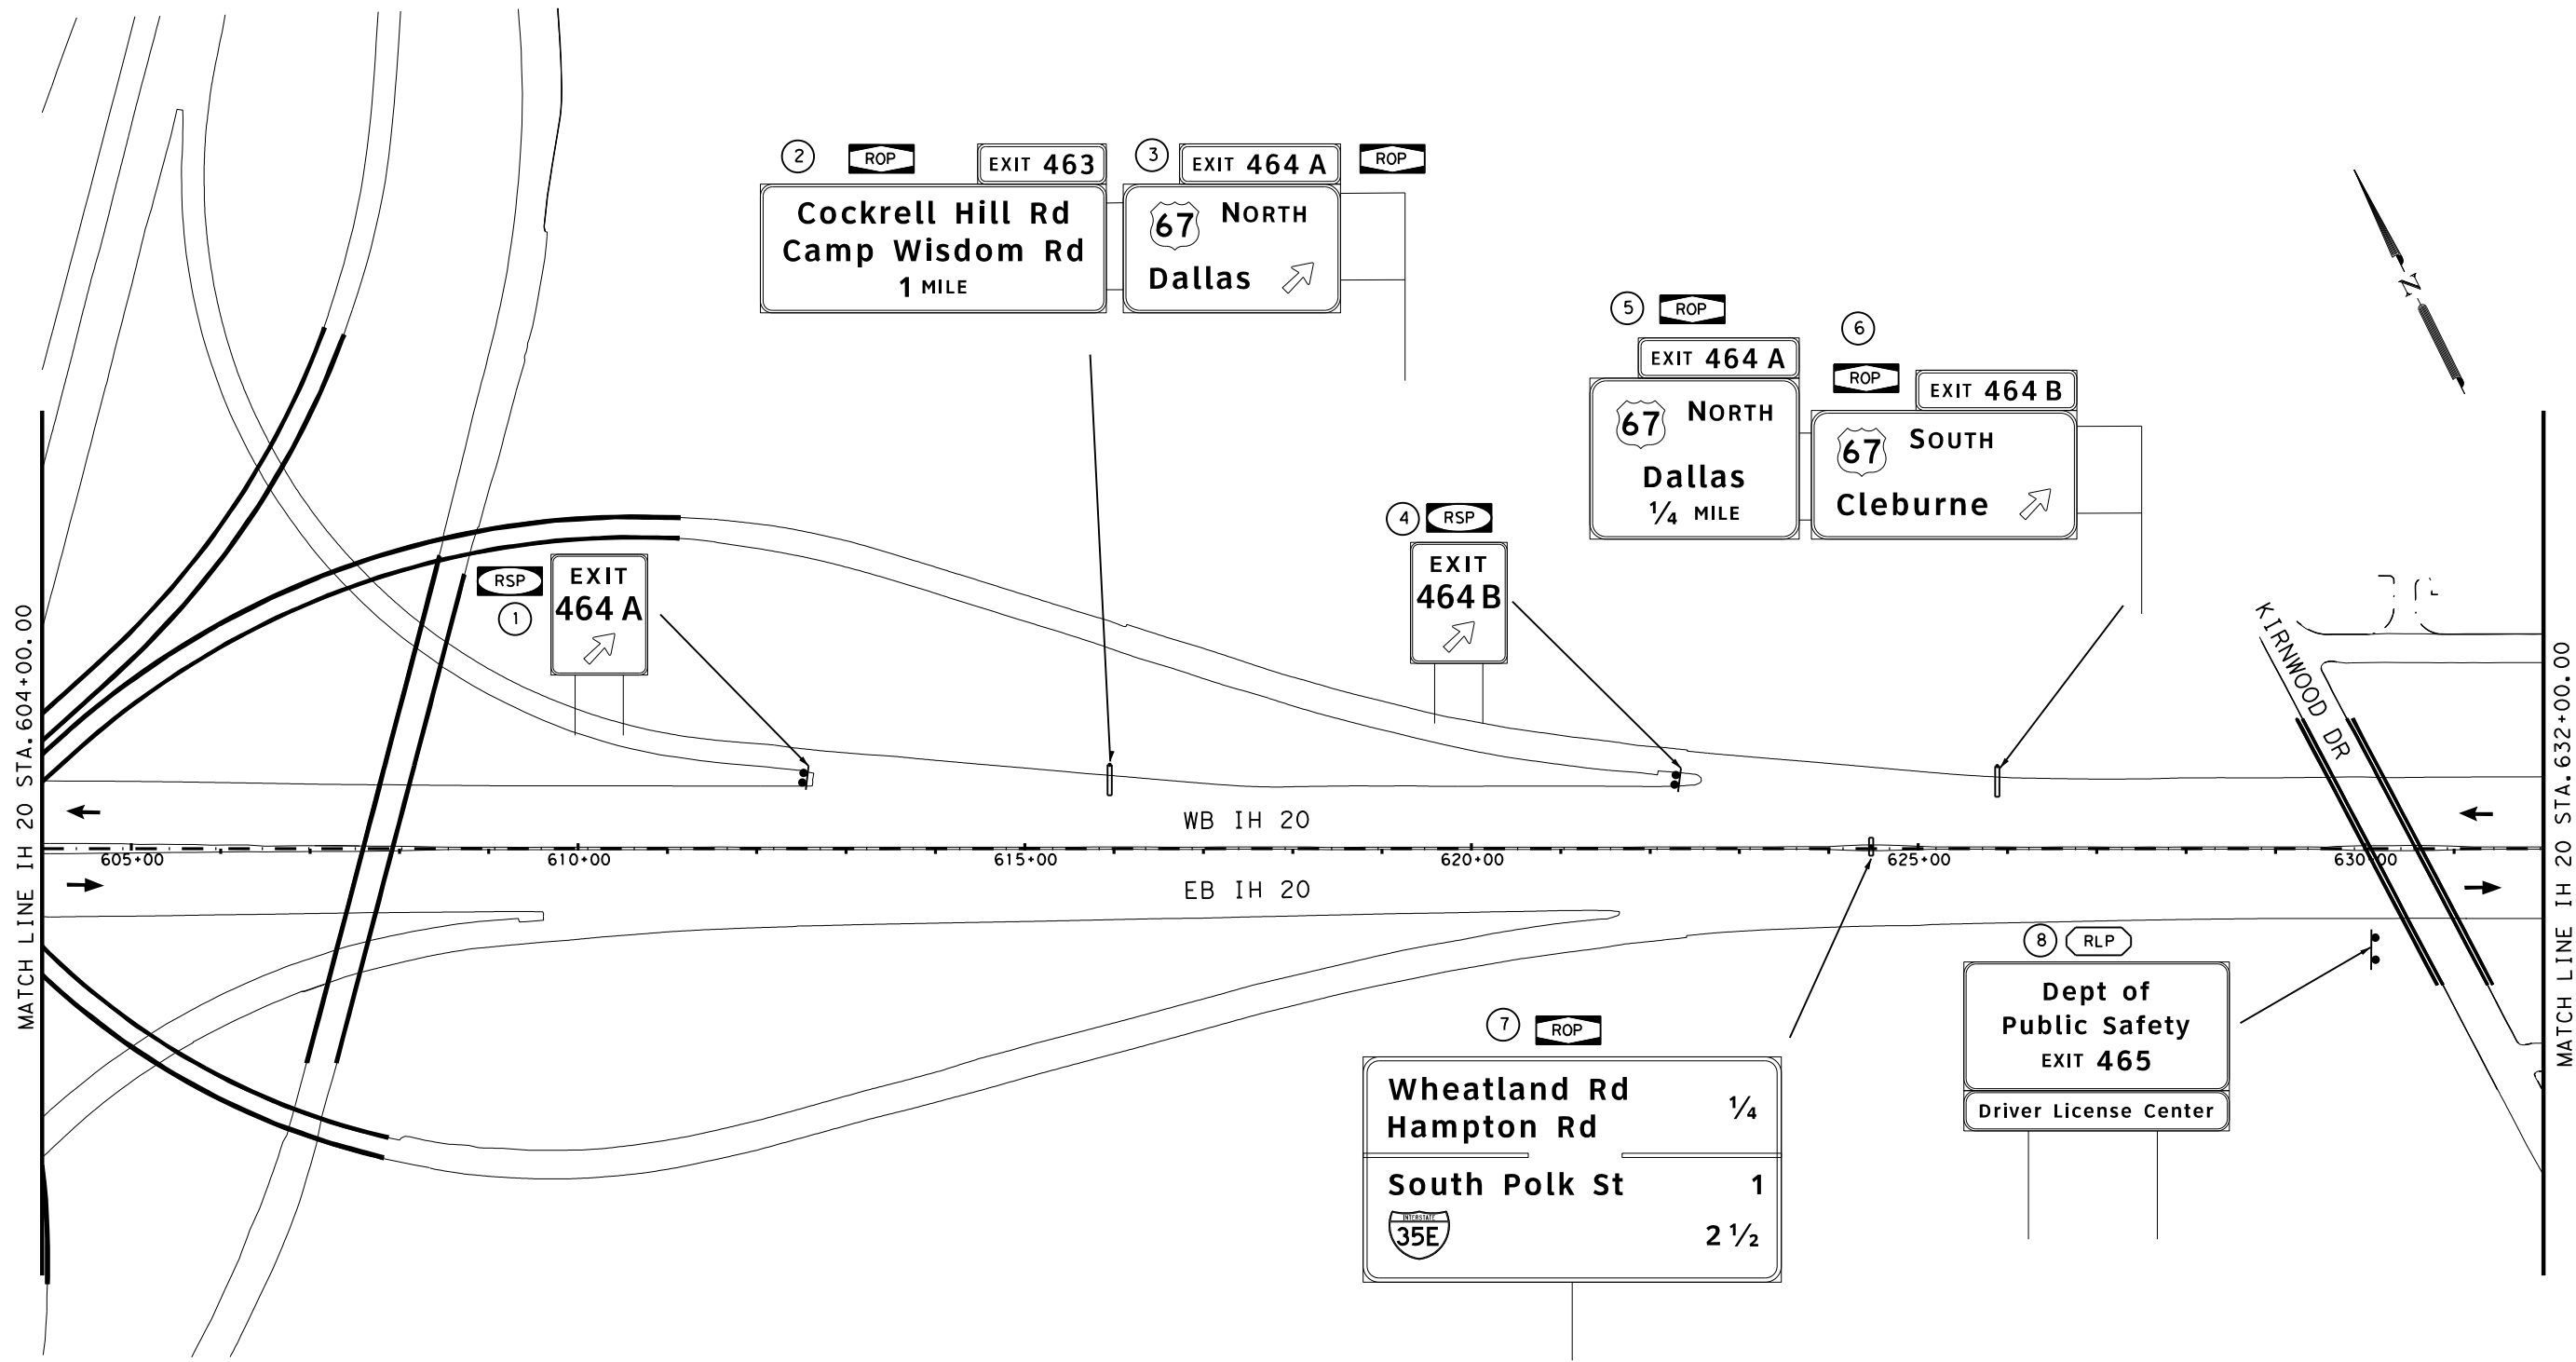 2
ROP
EXIT 463
Cockrell Hill Rd
Camp Wisdom Rd
1 MILE
3
EXIT 464 A
ROP
67 NORTH
Dallas
5
ROP
EXIT 464 A
67 NORTH
Dallas
1/4 MILE
6
ROP
EXIT 464 B
67 SOUTH
Cleburne
N
4
RSP
EXIT
464 B
RSP
1
EXIT
464 A
KIRNWOOD DR
MATCH LINE IH 20 STA.604+00.00
MATCH LINE IH 20 STA.632+00.00
WB IH 20
605+00
610+00
615+00
620+00
625+00
630+00
EB IH 20
7
ROP
Wheatland Rd
Hampton Rd
1/4
South Polk St 1
INTERSTATE
35E
2 1/2
8
RLP
Dept of
Public Safety
EXIT 465
Driver License Center